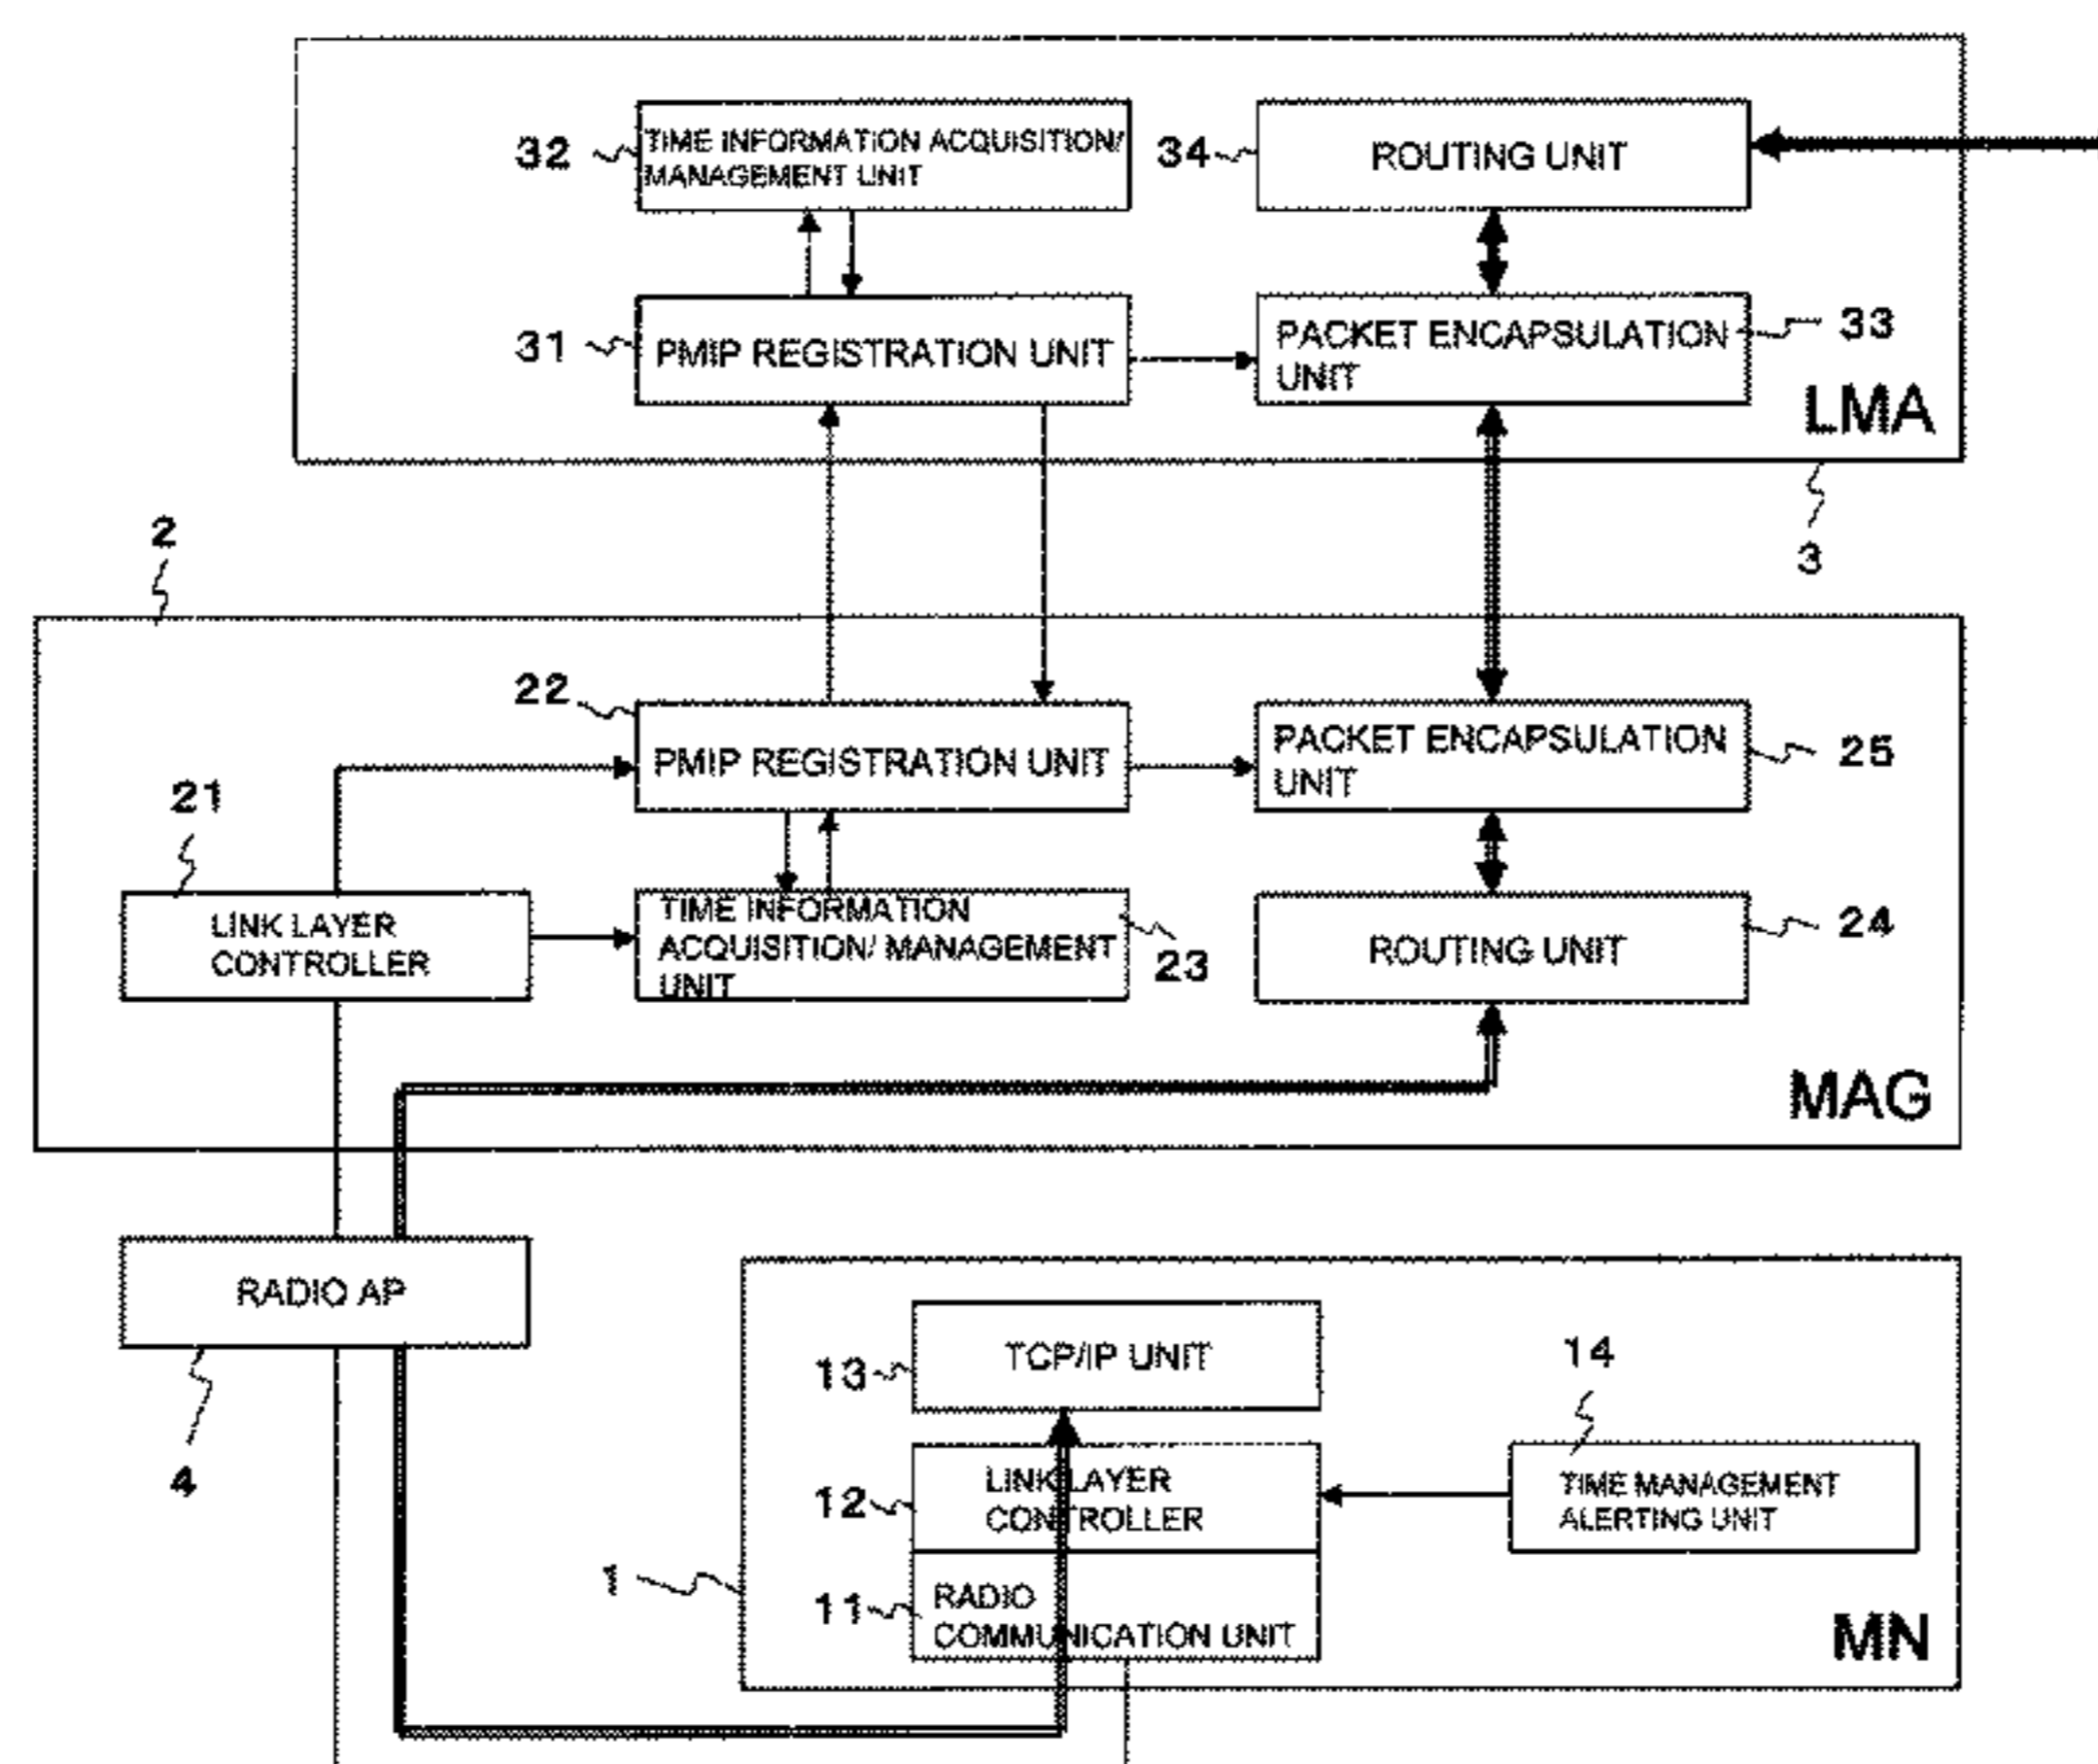 32
TIME INFORMATION ACQUISITION/
MANAGEMENT UNIT
34
ROUTING UNIT
31
PMIP REGISTRATION UNIT
PACKET ENCAPSULATION
UNIT
33
LMA
3
2
22
PMIP REGISTRATION UNIT
PACKET ENCAPSULATION
UNIT
25
21
LINK LAYER
CONTROLLER
TIME INFORMATION
ACQUISITION/ MANAGEMENT
UNIT
23
ROUTING UNIT
24
MAG
RADIO AP
4
13
TCP/IP UNIT
14
12
LINK LAYER
CONTROLLER
TIME MANAGEMENT
ALERTING UNIT
1
11
RADIO
COMMUNICATION UNIT
MN